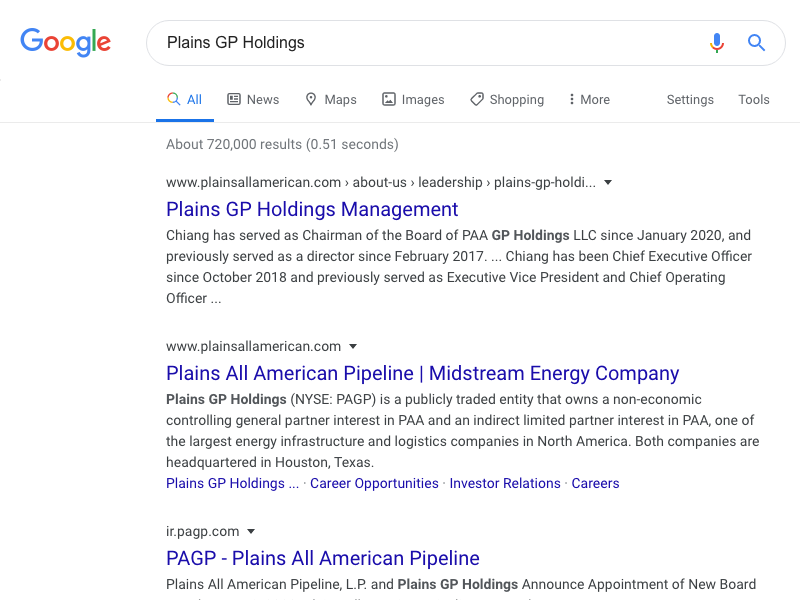 Google
Plains GP Holdings
All News Maps Images Shopping More Settings Tools
About 720,000 results (0.51 seconds)
www.plainsallamerican.com › about-us › leadership › plains-gp-holdi...
Plains GP Holdings Management
Chiang has served as Chairman of the Board of PAA GP Holdings LLC since January 2020, and
previously served as a director since February 2017. ... Chiang has been Chief Executive Officer
since October 2018 and previously served as Executive Vice President and Chief Operating
Officer ...
www.plainsallamerican.com
Plains All American Pipeline | Midstream Energy Company
Plains GP Holdings (NYSE: PAGP) is a publicly traded entity that owns a non-economic
controlling general partner interest in PAA and an indirect limited partner interest in PAA, one of
the largest energy infrastructure and logistics companies in North America. Both companies are
headquartered in Houston, Texas.
Plains GP Holdings ... · Career Opportunities · Investor Relations · Careers
ir.pagp.com
PAGP - Plains All American Pipeline
Plains All American Pipeline, L.P. and Plains GP Holdings Announce Appointment of New Board